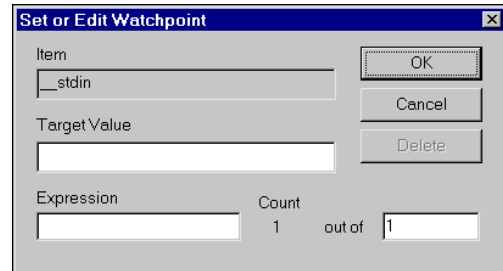 Set or Edit Watchpoint
Item
__stdin
OK
Cancel
Target Value
Delete
Expression
Count
1 out of 1